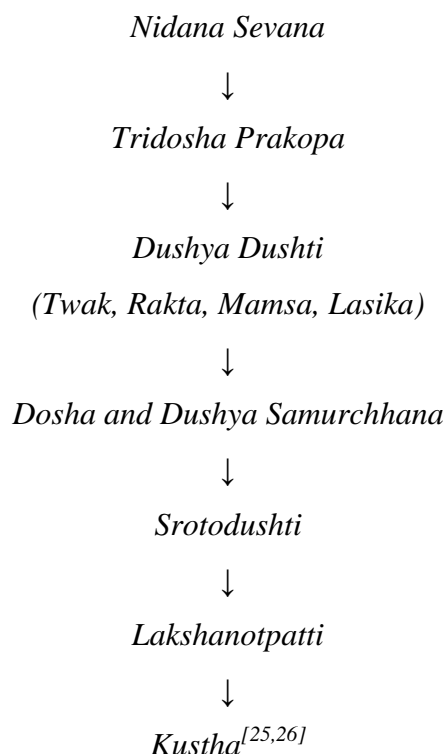 Nidana Sevana
↓
Tridosha Prakopa
↓
Dushya Dushti
(Twak, Rakta, Mamsa, Lasika)
↓
Dosha and Dushya Samurchhana
↓
Srotodushti
↓
Lakshanotpatti
↓
Kustha[25,26]